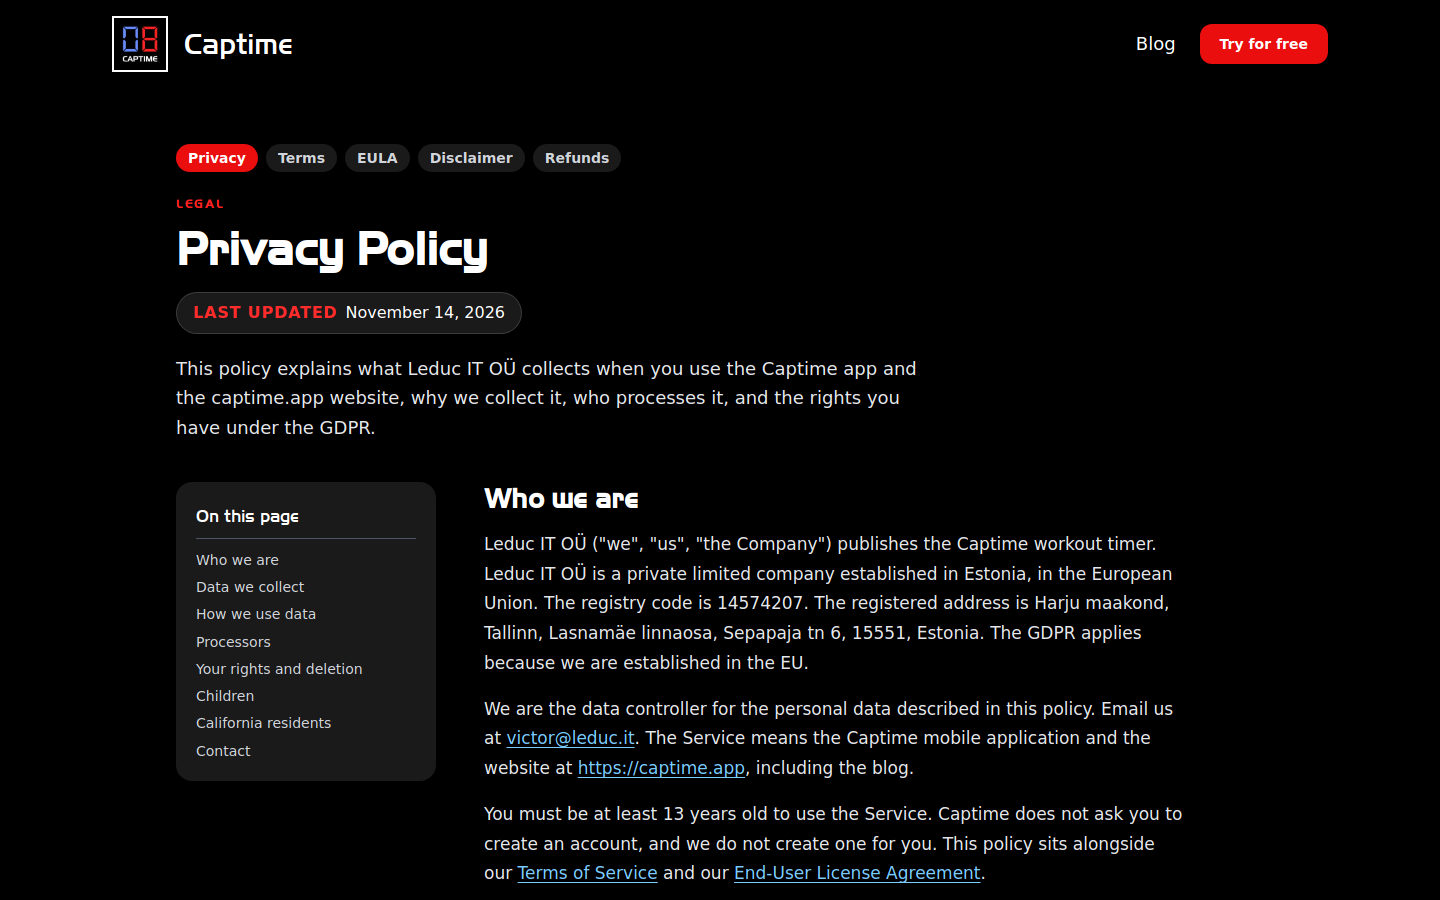 08
CAPTIME
Captime
Blog
Try for free
Privacy
Terms
EULA
Disclaimer
Refunds
LEGAL
Privacy Policy
LAST UPDATED November 14, 2026
This policy explains what Leduc IT OÜ collects when you use the Captime app and
the captime.app website, why we collect it, who processes it, and the rights you
have under the GDPR.
On this page
Who we are
Data we collect
How we use data
Processors
Your rights and deletion
Children
California residents
Contact
Who we are
Leduc IT OÜ ("we", "us", "the Company") publishes the Captime workout timer.
Leduc IT OÜ is a private limited company established in Estonia, in the European
Union. The registry code is 14574207. The registered address is Harju maakond,
Tallinn, Lasnamäe linnaosa, Sepapaja tn 6, 15551, Estonia. The GDPR applies
because we are established in the EU.
We are the data controller for the personal data described in this policy. Email us
at victor@leduc.it. The Service means the Captime mobile application and the
website at https://captime.app, including the blog.
You must be at least 13 years old to use the Service. Captime does not ask you to
create an account, and we do not create one for you. This policy sits alongside
our Terms of Service and our End-User License Agreement.